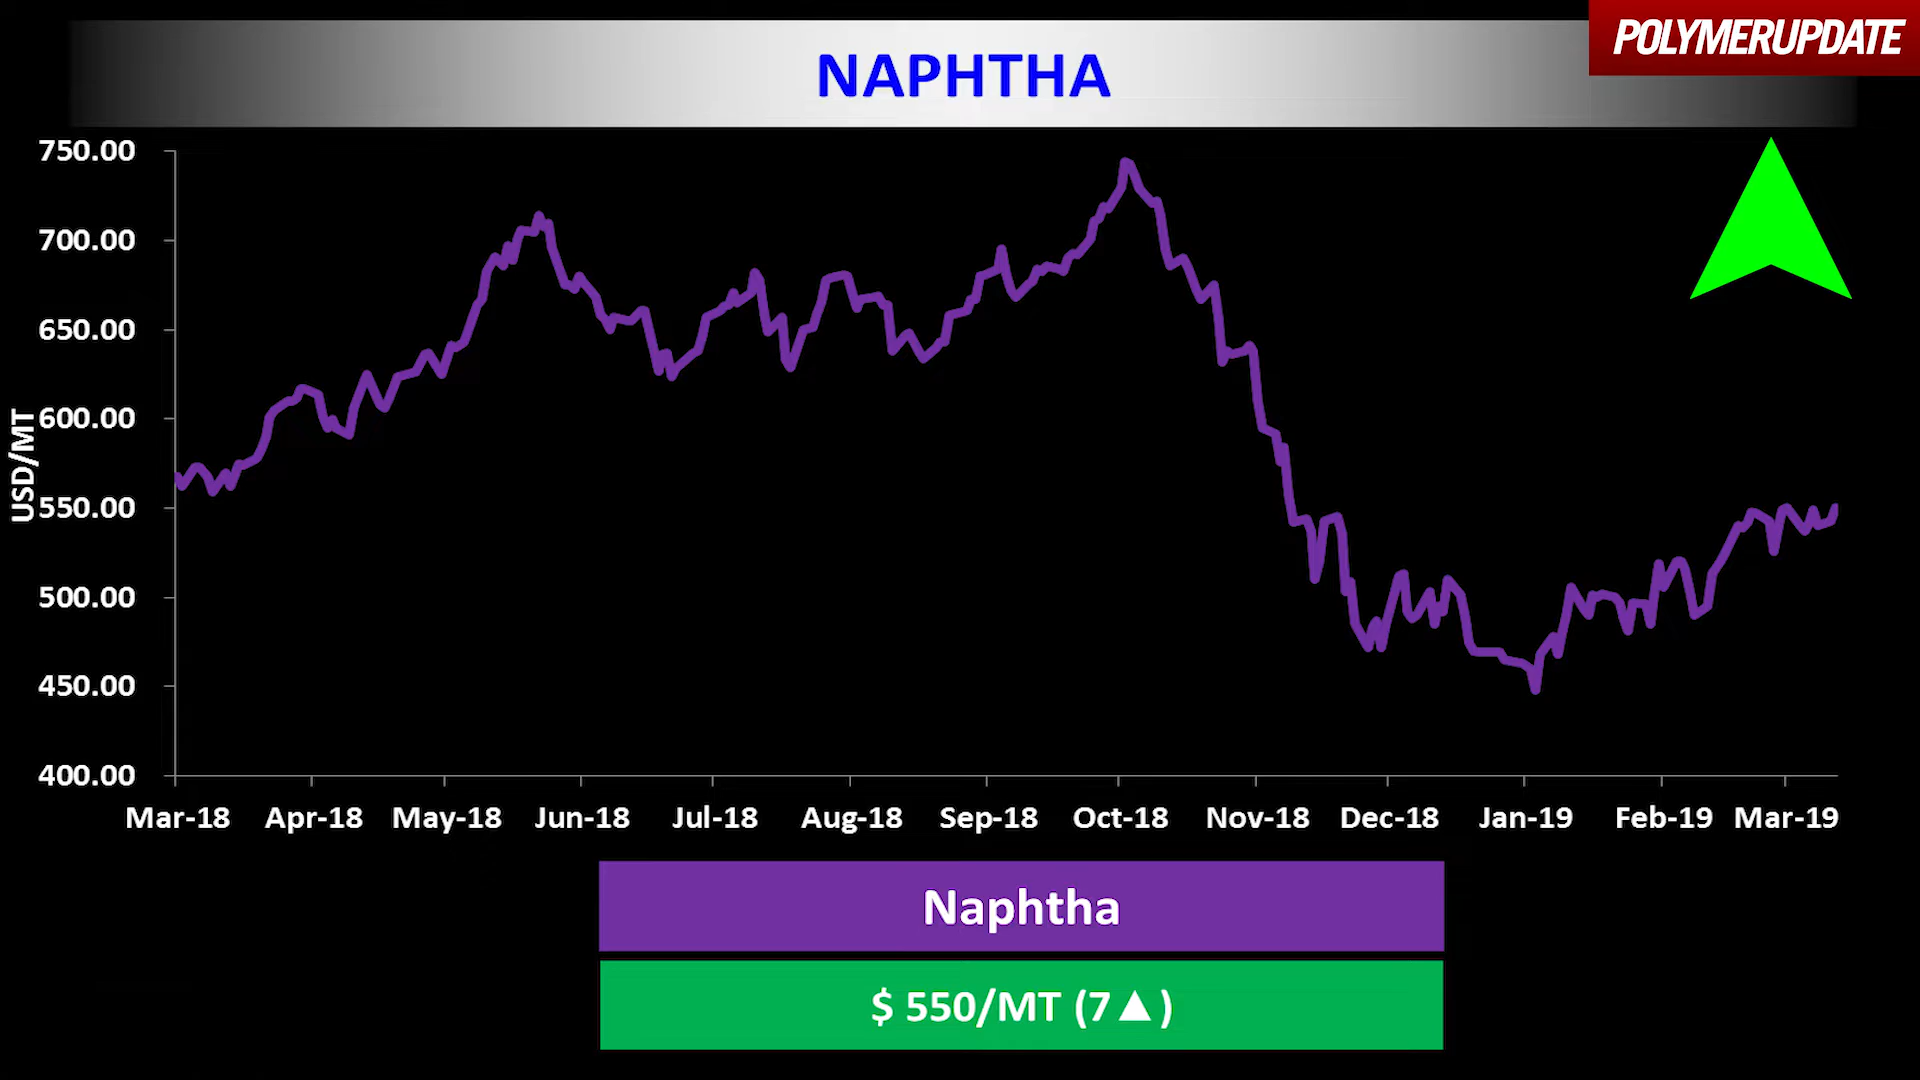 POLYMERUPDATE
NAPHTHA
750.00
700.00
650.00
600.00
550.00
500.00
450.00
400.00
USD/MT
Mar-18 Apr-18 May-18 Jun-18 Jul-18 Aug-18 Sep-18 Oct-18 Nov-18 Dec-18 Jan-19 Feb-19 Mar-19
Naphtha
$ 550/MT (7▲)